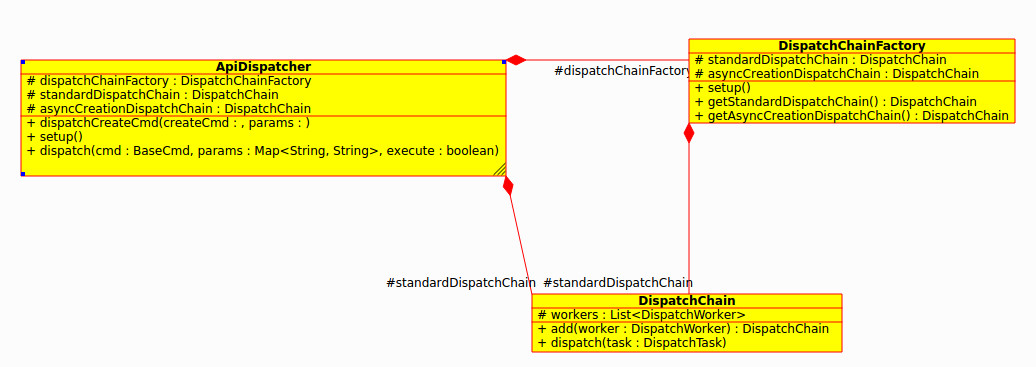 ApiDispatcher
# dispatchChainFactory : DispatchChainFactory
# standardDispatchChain : DispatchChain
# asyncCreationDispatchChain : DispatchChain
+ dispatchCreateCmd(createCmd : , params : )
+ setup()
+ dispatch(cmd : BaseCmd, params : Map<String, String>, execute : boolean)
#dispatchChainFactory
DispatchChainFactory
# standardDispatchChain : DispatchChain
# asyncCreationDispatchChain : DispatchChain
+ setup()
+ getStandardDispatchChain() : DispatchChain
+ getAsyncCreationDispatchChain() : DispatchChain
#standardDispatchChain
#standardDispatchChain
DispatchChain
# workers : List<DispatchWorker>
+ add(worker : DispatchWorker) : DispatchChain
+ dispatch(task : DispatchTask)